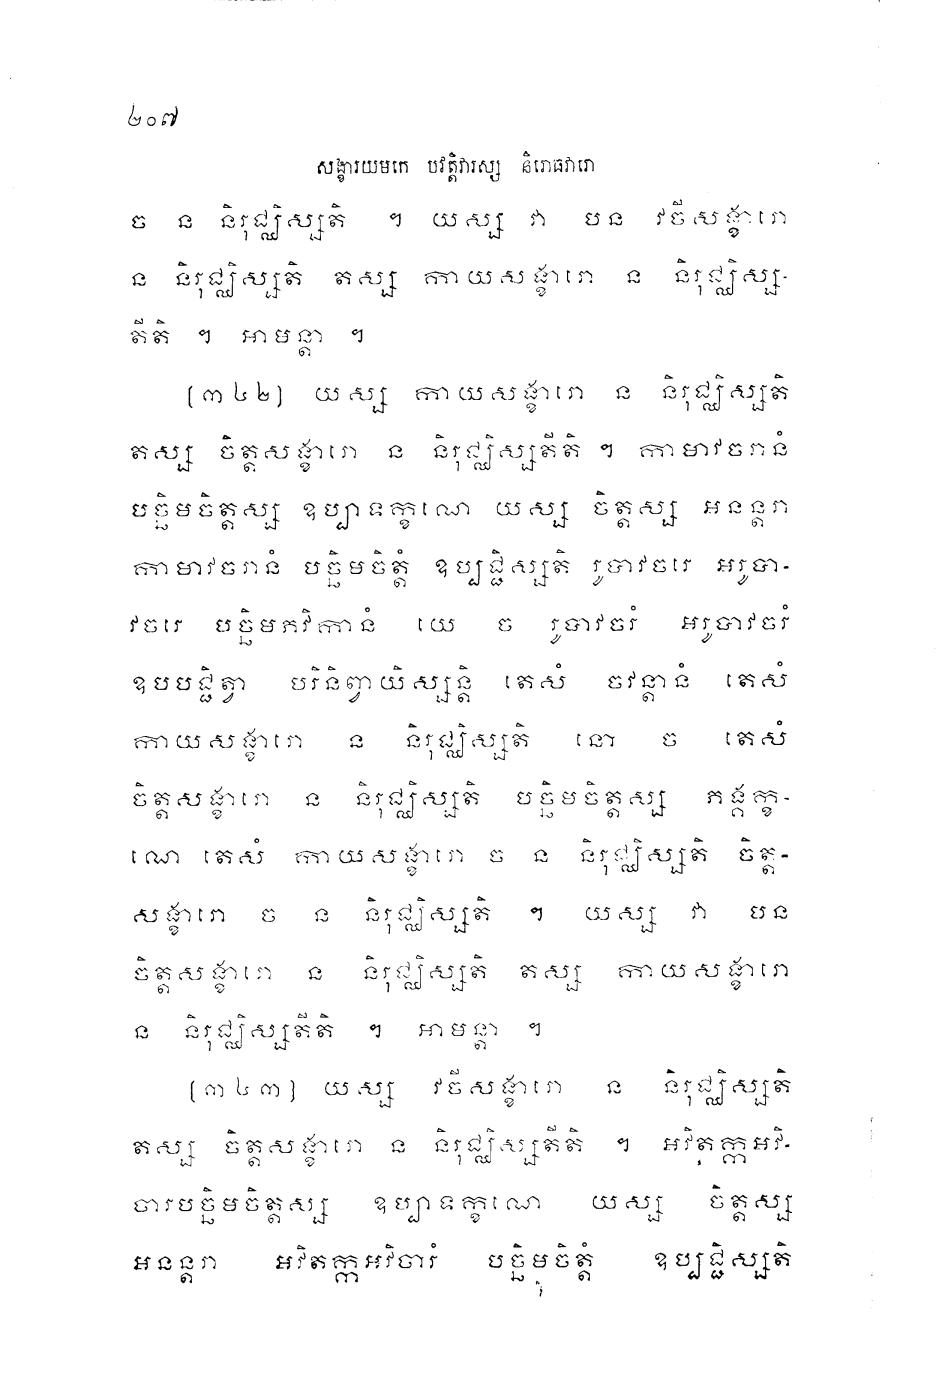 ២០៧
សង្ខារយមកេ បវត្តិវារស្ស និរោធវារោ
ច ន និរុជ្ឈិស្សតិ ។ យស្ស វា បន វចីសង្ខារោ
ន និរុជ្ឈិស្សតិ តស្ស កាយសង្ខារោ ន និរុជ្ឈិស្ស-
តីតិ ។ អាមន្តា ។
[៣៤២] យស្ស កាយសង្ខារោ ន និរុជ្ឈិស្សតិ
តស្ស ចិត្តសង្ខារោ ន និរុជ្ឈិស្សតីតិ ។ កាមាវចរានំ
បច្ឆិមចិត្តស្ស ឧប្បាទក្ខណេ យស្ស ចិត្តស្ស អនន្តរា
កាមាវចរានំ បច្ឆិមចិត្តំ ឧប្បជ្ជិស្សតិ រូបាវចរេ អរូបា-
វចរេ បច្ឆិមភវិកានំ យេ ច រូបាវចរំ អរូបាវចរំ
ឧបបជ្ជិត្វា បរិនិព្វាយិស្សន្តិ តេសំ ចវន្តានំ តេសំ
កាយសង្ខារោ ន និរុជ្ឈិស្សតិ នោ ច តេសំ
ចិត្តសង្ខារោ ន និរុជ្ឈិស្សតិ បច្ឆិមចិត្តស្ស ភង្គក្ខ-
ណេ តេសំ កាយសង្ខារោ ច ន និរុជ្ឈិស្សតិ ចិត្ត-
សង្ខារោ ច ន និរុជ្ឈិស្សតិ ។ យស្ស វា បន
ចិត្តសង្ខារោ ន និរុជ្ឈិស្សតិ តស្ស កាយសង្ខារោ
ន និរុជ្ឈិស្សតីតិ ។ អាមន្តា ។
[៣៤៣] យស្ស វចីសង្ខារោ ន និរុជ្ឈិស្សតិ
តស្ស ចិត្តសង្ខារោ ន និរុជ្ឈិស្សតីតិ ។ អវិតក្កអវិ-
ចារបច្ឆិមចិត្តស្ស ឧប្បាទក្ខណេ យស្ស ចិត្តស្ស
អនន្តរា អវិតក្កអវិចារំ បច្ឆិមចិត្តំ ឧប្បជ្ជិស្សតិ